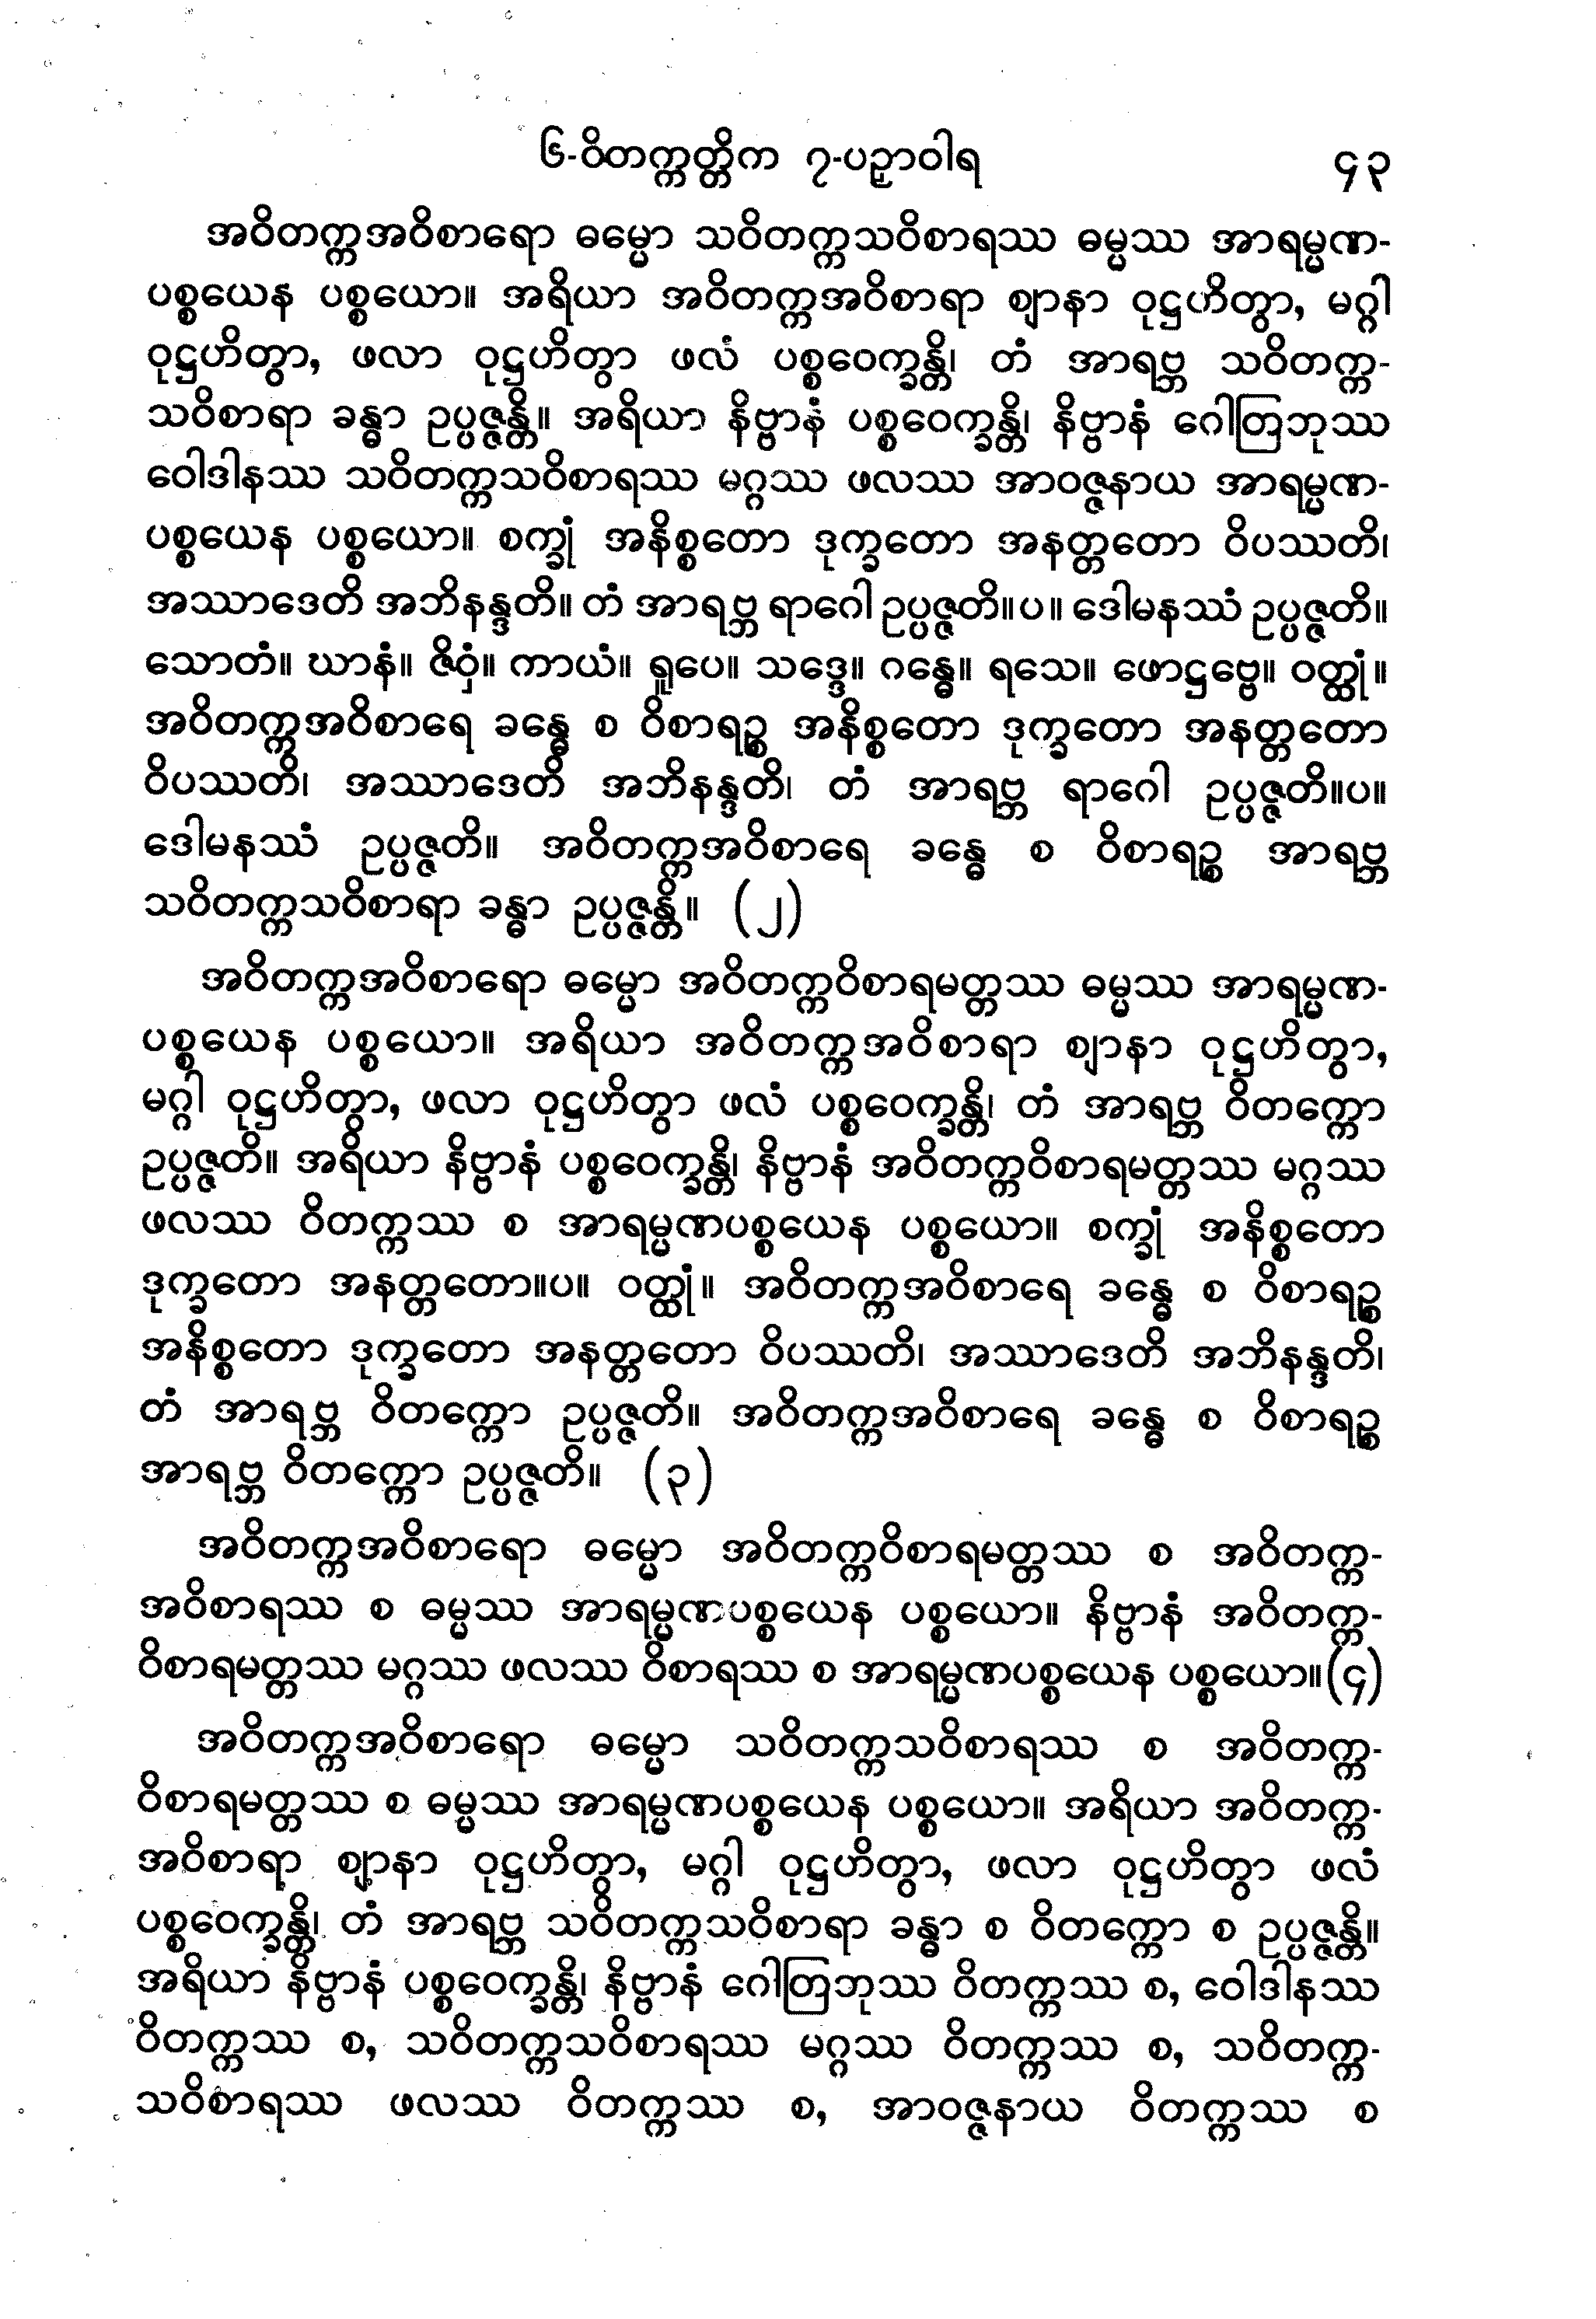 ၆-ဝိတက္ကတ္တိက ၇-ပဉှာဝါရ ၄၃
အဝိတက္ကအဝိစာရော ဓမ္မော သဝိတက္ကသဝိစာရဿ ဓမ္မဿ အာရမ္မဏ-
ပစ္စယေန ပစ္စယော။ အရိယာ အဝိတက္ကအဝိစာရာ ဈာနာ ဝုဋ္ဌဟိတွာ, မဂ္ဂါ
ဝုဋ္ဌဟိတွာ, ဖလာ ဝုဋ္ဌဟိတွာ ဖလံ ပစ္စဝေက္ခန္တိ၊ တံ အာရဗ္ဘ သဝိတက္က-
သဝိစာရာ ခန္ဓာ ဥပ္ပဇ္ဇန္တိ။ အရိယာ နိဗ္ဗာနံ ပစ္စဝေက္ခန္တိ၊ နိဗ္ဗာနံ ဂေါတြဘုဿ
ဝေါဒါနဿ သဝိတက္ကသဝိစာရဿ မဂ္ဂဿ ဖလဿ အာဝဇ္ဇနာယ အာရမ္မဏ-
ပစ္စယေန ပစ္စယော။ စက္ခုံ အနိစ္စတော ဒုက္ခတော အနတ္တတော ဝိပဿတိ၊
အဿာဒေတိ အဘိနန္ဒတိ။ တံ အာရဗ္ဘ ရာဂေါ ဥပ္ပဇ္ဇတိ။ပ။ ဒေါမနဿံ ဥပ္ပဇ္ဇတိ။
သောတံ။ ဃာနံ။ ဇိဝှံ။ ကာယံ။ ရူပေ။ သဒ္ဒေ။ ဂန္ဓေ။ ရသေ။ ဖောဋ္ဌဗ္ဗေ။ ဝတ္ထုံ။
အဝိတက္ကအဝိစာရေ ခန္ဓေ စ ဝိစာရဉ္စ အနိစ္စတော ဒုက္ခတော အနတ္တတော
ဝိပဿတိ၊ အဿာဒေတိ အဘိနန္ဒတိ၊ တံ အာရဗ္ဘ ရာဂေါ ဥပ္ပဇ္ဇတိ။ပ။
ဒေါမနဿံ ဥပ္ပဇ္ဇတိ။ အဝိတက္ကအဝိစာရေ ခန္ဓေ စ ဝိစာရဉ္စ အာရဗ္ဘ
သဝိတက္ကသဝိစာရာ ခန္ဓာ ဥပ္ပဇ္ဇန္တိ။ (၂)
အဝိတက္ကအဝိစာရော ဓမ္မော အဝိတက္ကဝိစာရမတ္တဿ ဓမ္မဿ အာရမ္မဏ-
ပစ္စယေန ပစ္စယော။ အရိယာ အဝိတက္ကအဝိစာရာ ဈာနာ ဝုဋ္ဌဟိတွာ,
မဂ္ဂါ ဝုဋ္ဌဟိတွာ, ဖလာ ဝုဋ္ဌဟိတွာ ဖလံ ပစ္စဝေက္ခန္တိ၊ တံ အာရဗ္ဘ ဝိတက္ကော
ဥပ္ပဇ္ဇတိ။ အရိယာ နိဗ္ဗာနံ ပစ္စဝေက္ခန္တိ၊ နိဗ္ဗာနံ အဝိတက္ကဝိစာရမတ္တဿ မဂ္ဂဿ
ဖလဿ ဝိတက္ကဿ စ အာရမ္မဏပစ္စယေန ပစ္စယော။ စက္ခုံ အနိစ္စတော
ဒုက္ခတော အနတ္တတော။ပ။ ဝတ္ထုံ။ အဝိတက္ကအဝိစာရေ ခန္ဓေ စ ဝိစာရဉ္စ
အနိစ္စတော ဒုက္ခတော အနတ္တတော ဝိပဿတိ၊ အဿာဒေတိ အဘိနန္ဒတိ၊
တံ အာရဗ္ဘ ဝိတက္ကော ဥပ္ပဇ္ဇတိ။ အဝိတက္ကအဝိစာရေ ခန္ဓေ စ ဝိစာရဉ္စ
အာရဗ္ဘ ဝိတက္ကော ဥပ္ပဇ္ဇတိ။ (၃)
အဝိတက္ကအဝိစာရော ဓမ္မော အဝိတက္ကဝိစာရမတ္တဿ စ အဝိတက္က-
အဝိစာရဿ စ ဓမ္မဿ အာရမ္မဏပစ္စယေန ပစ္စယော။ နိဗ္ဗာနံ အဝိတက္က-
ဝိစာရမတ္တဿ မဂ္ဂဿ ဖလဿ ဝိစာရဿ စ အာရမ္မဏပစ္စယေန ပစ္စယော။(၄)
အဝိတက္ကအဝိစာရော ဓမ္မော သဝိတက္ကသဝိစာရဿ စ အဝိတက္က-
ဝိစာရမတ္တဿ စ ဓမ္မဿ အာရမ္မဏပစ္စယေန ပစ္စယော။ အရိယာ အဝိတက္က-
အဝိစာရာ ဈာနာ ဝုဋ္ဌဟိတွာ, မဂ္ဂါ ဝုဋ္ဌဟိတွာ, ဖလာ ဝုဋ္ဌဟိတွာ ဖလံ
ပစ္စဝေက္ခန္တိ၊ တံ အာရဗ္ဘ သဝိတက္ကသဝိစာရာ ခန္ဓာ စ ဝိတက္ကော စ ဥပ္ပဇ္ဇန္တိ။
အရိယာ နိဗ္ဗာနံ ပစ္စဝေက္ခန္တိ၊ နိဗ္ဗာနံ ဂေါတြဘုဿ ဝိတက္ကဿ စ, ဝေါဒါနဿ
ဝိတက္ကဿ စ, သဝိတက္ကသဝိစာရဿ မဂ္ဂဿ ဝိတက္ကဿ စ, သဝိတက္က-
သဝိစာရဿ ဖလဿ ဝိတက္ကဿ စ, အာဝဇ္ဇနာယ ဝိတက္ကဿ စ